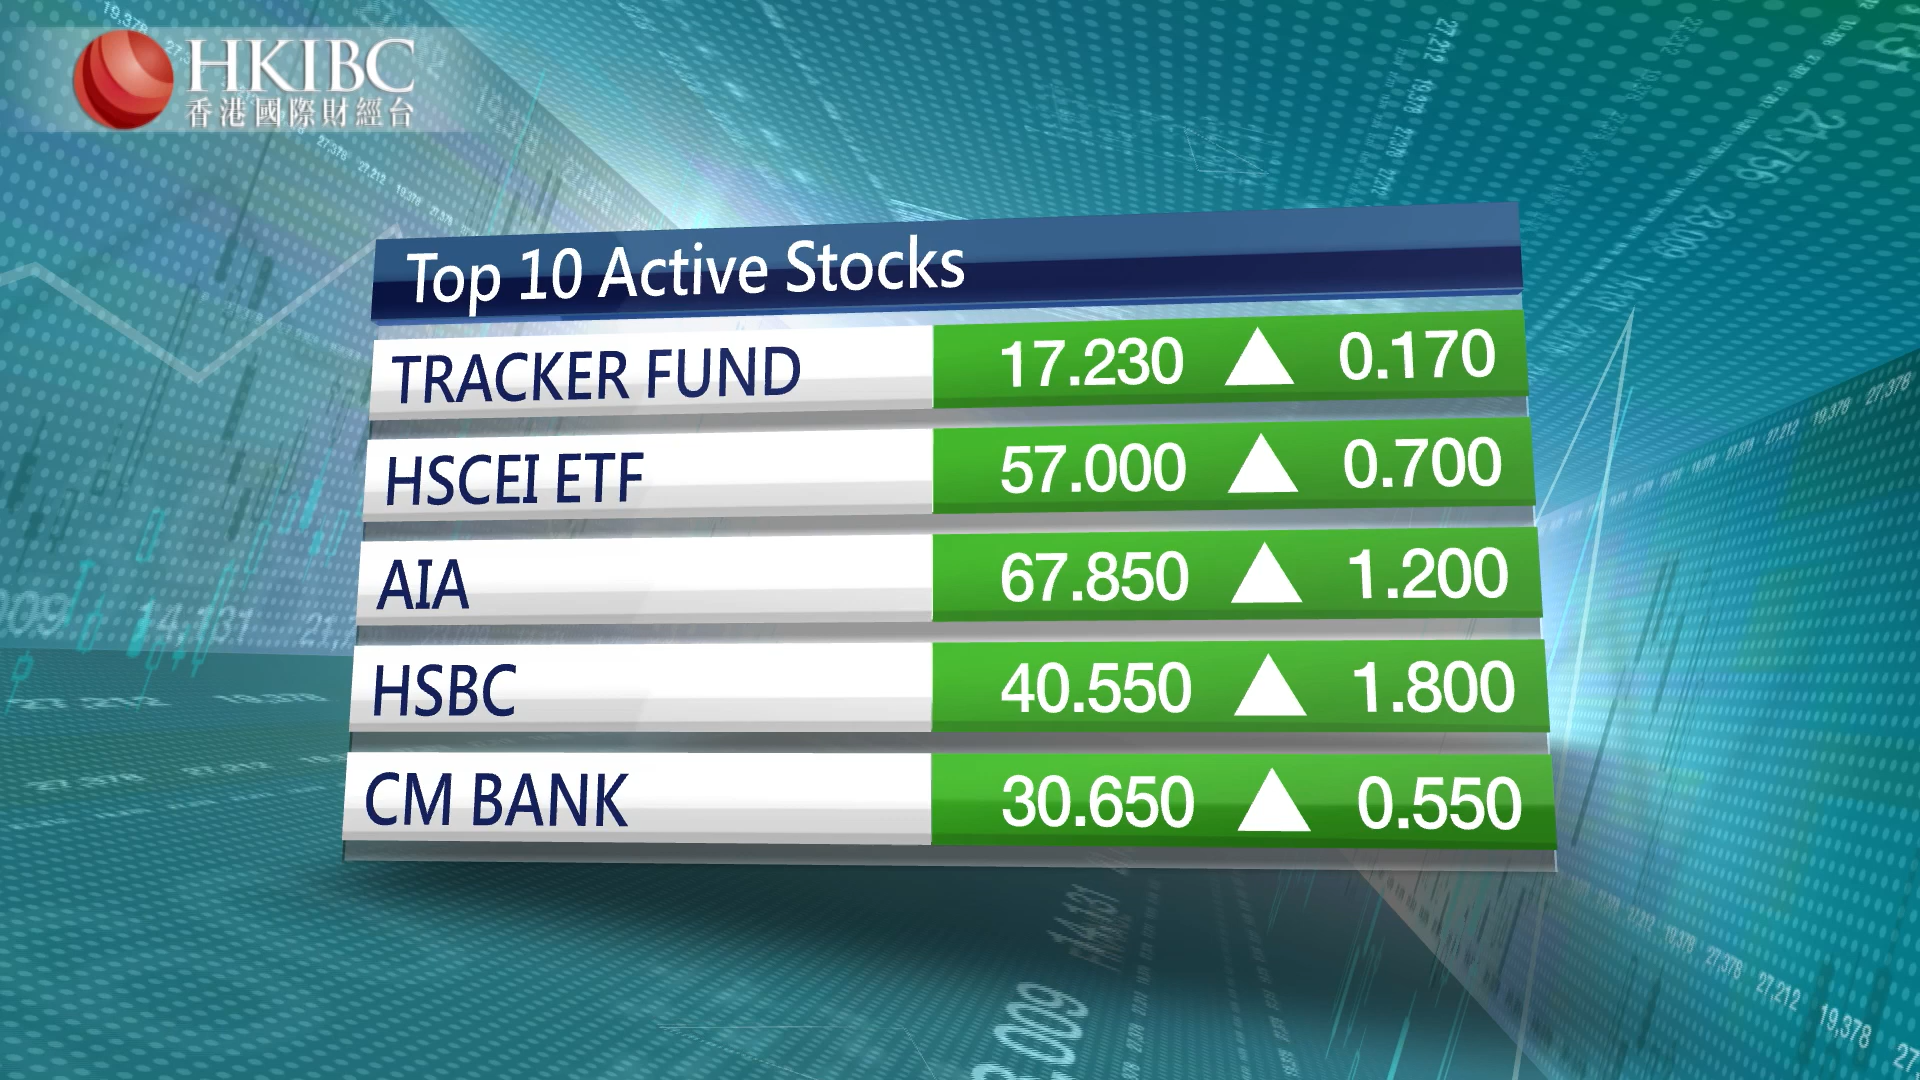 HKIBC
香港國際財經台
Top 10 Active Stocks
TRACKER FUND 17.230 ▲ 0.170
HSCEI ETF 57.000 ▲ 0.700
AIA 67.850 ▲ 1.200
HSBC 40.550 ▲ 1.800
CM BANK 30.650 ▲ 0.550